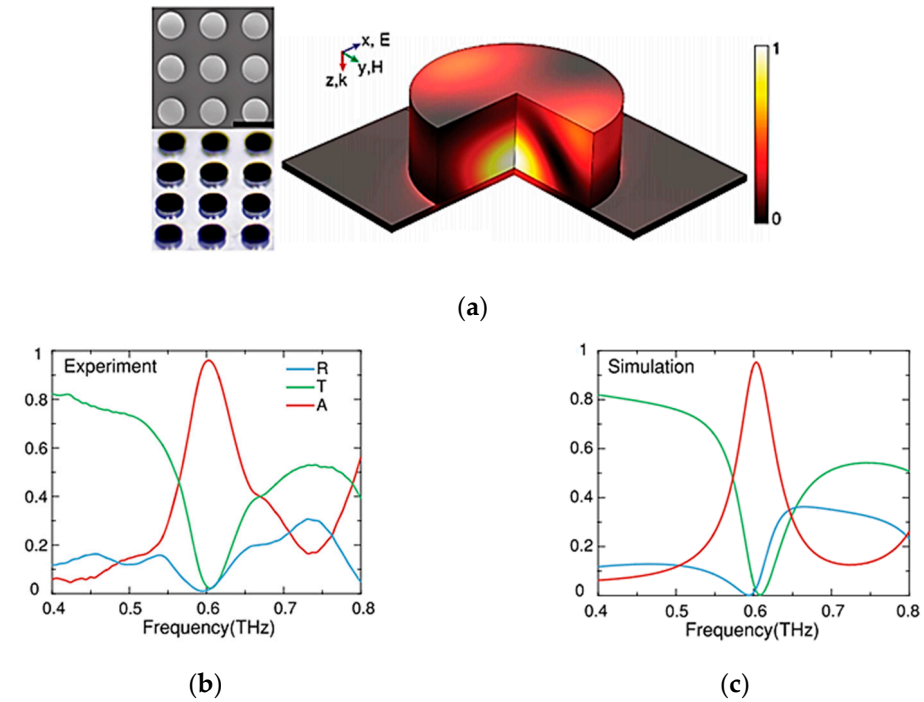 x, E
y,H
z,k
1
0
(a)
Experiment
R
T
A
1
0.8
0.6
0.4
0.2
0
0.4 0.5 0.6 0.7 0.8
Frequency(THz)
(b)
Simulation
1
0.8
0.6
0.4
0.2
0
0.4 0.5 0.6 0.7 0.8
Frequency(THz)
(c)